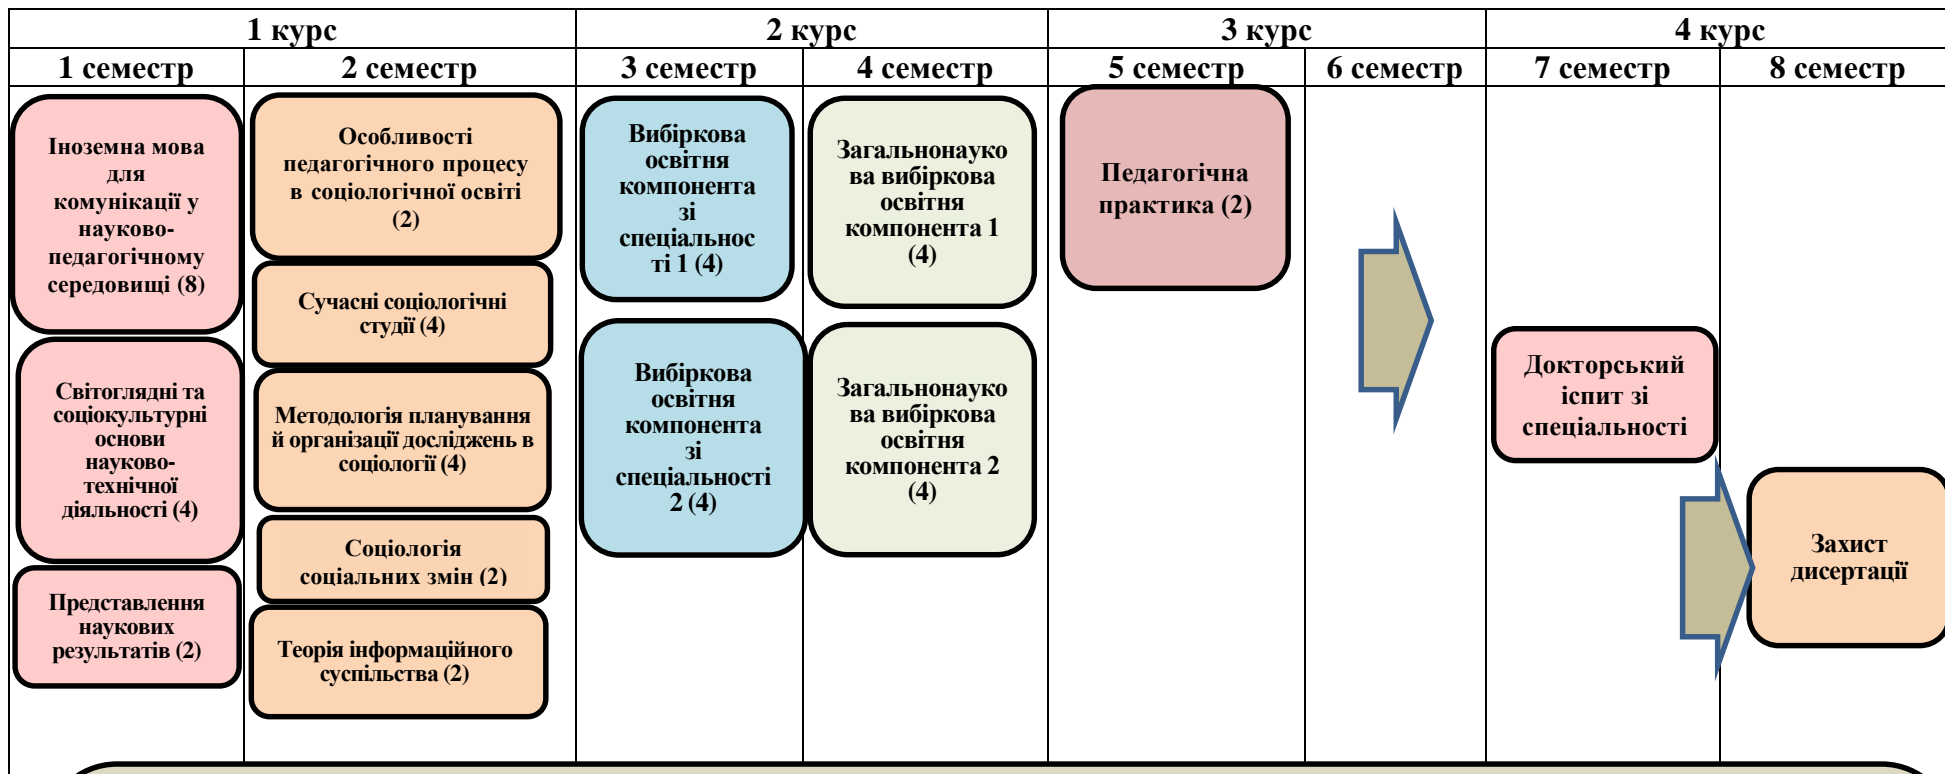 1 курс
2 курс
3 курс
4 курс
1 семестр
2 семестр
3 семестр
4 семестр
5 семестр
6 семестр
7 семестр
8 семестр
Іноземна мова
для
комунікації у
науково-
педагогічному
середовищі (8)
Світоглядні та
соціокультурні
основи
науково-
технічної
діяльності (4)
Представлення
наукових
результатів (2)
Особливості
педагогічного процесу
в соціологічної освіті
(2)
Сучасні соціологічні
студії (4)
Методологія планування
й організації досліджень в
соціології (4)
Соціологія
соціальних змін (2)
Теорія інформаційного
суспільства (2)
Вибіркова
освітня
компонента
зі
спеціальнос
ті 1 (4)
Вибіркова
освітня
компонента
зі
спеціальності
2 (4)
Загальнонауко
ва вибіркова
освітня
компонента 1
(4)
Загальнонауко
ва вибіркова
освітня
компонента 2
(4)
Педагогічна
практика (2)
Докторський
іспит зі
спеціальності
Захист
дисертації